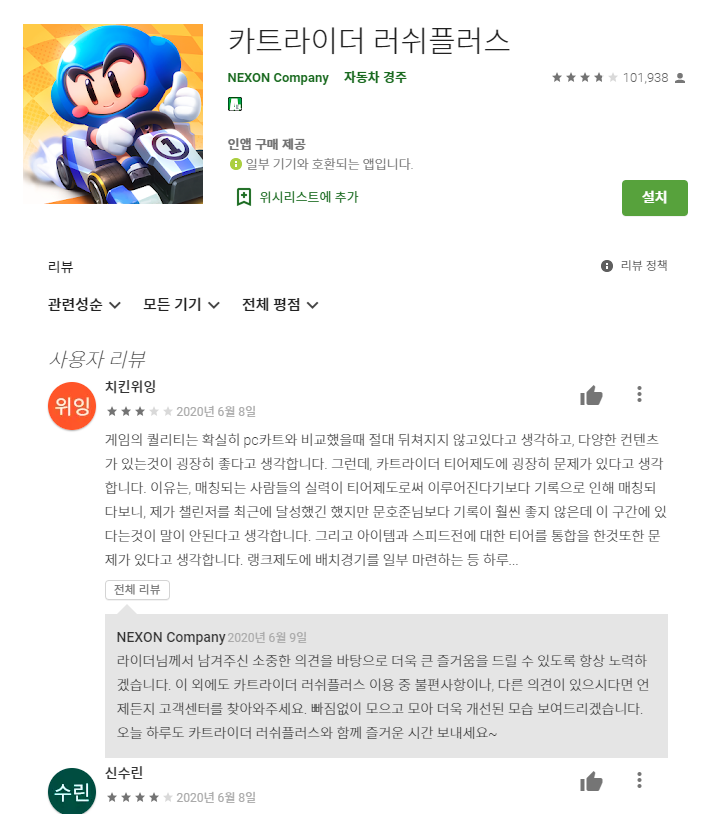 카트라이더 러쉬플러스
NEXON Company 자동차 경주 101,938
인앱 구매 제공
일부 기기와 호환되는 앱입니다.
위시리스트에 추가 설치
리뷰 리뷰 정책
관련성순 모든 기기 전체 평점
사용자 리뷰
위잉 치킨위잉
2020년 6월 8일
게임의 퀄리티는 확실히 pc카트와 비교했을때 절대 뒤쳐지지 않고있다고 생각하고, 다양한 컨텐츠
가 있는것이 굉장히 좋다고 생각합니다. 그런데, 카트라이더 티어제도에 굉장히 문제가 있다고 생각
합니다. 이유는, 매칭되는 사람들의 실력이 티어제도로써 이루어진다기보다 기록으로 인해 매칭되
다보니, 제가 챌린저를 최근에 달성했긴 했지만 문호준님보다 기록이 훨씬 좋지 않은데 이 구간에 있
다는것이 말이 안된다고 생각합니다. 그리고 아이템과 스피드전에 대한 티어를 통합을 한것또한 문
제가 있다고 생각합니다. 랭크제도에 배치경기를 일부 마련하는 등 하루...
전체 리뷰
NEXON Company 2020년 6월 9일
라이더님께서 남겨주신 소중한 의견을 바탕으로 더욱 큰 즐거움을 드릴 수 있도록 항상 노력하
겠습니다. 이 외에도 카트라이더 러쉬플러스 이용 중 불편사항이나, 다른 의견이 있으시다면 언
제든지 고객센터를 찾아와주세요. 빠짐없이 모으고 모아 더욱 개선된 모습 보여드리겠습니다.
오늘 하루도 카트라이더 러쉬플러스와 함께 즐거운 시간 보내세요~
수린 신수린
2020년 6월 8일